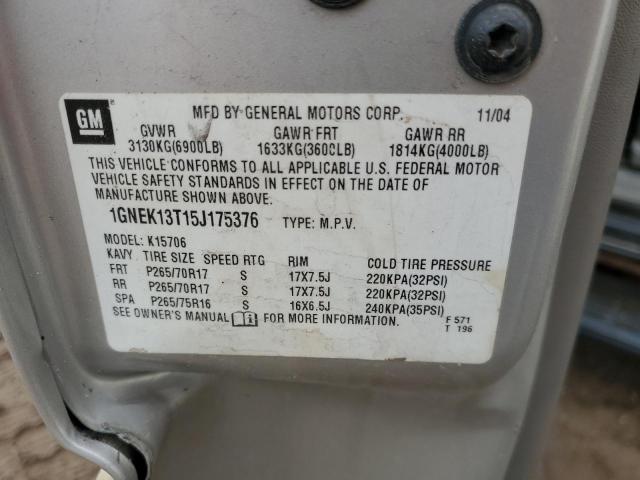 GM
MFD BY GENERAL MOTORS CORP. 11/04
GVWR GAWR FRT GAWR RR
3130KG(6900LB) 1633KG(3600LB) 1814KG(4000LB)
THIS VEHICLE CONFORMS TO ALL APPLICABLE U.S. FEDERAL MOTOR
VEHICLE SAFETY STANDARDS IN EFFECT ON THE DATE OF
MANUFACTURE SHOWN ABOVE.
1GNEK13T15J175376 TYPE: M.P.V.
MODEL: K15706
KAVY TIRE SIZE SPEED RTG RIM COLD TIRE PRESSURE
FRT P265/70R17 S 17X7.5J 220KPA(32PSI)
RR P265/70R17 S 17X7.5J 220KPA(32PSI)
SPA P265/75R16 S 16X6.5J 240KPA(35PSI)
SEE OWNER'S MANUAL FOR MORE INFORMATION. F 571
T 196